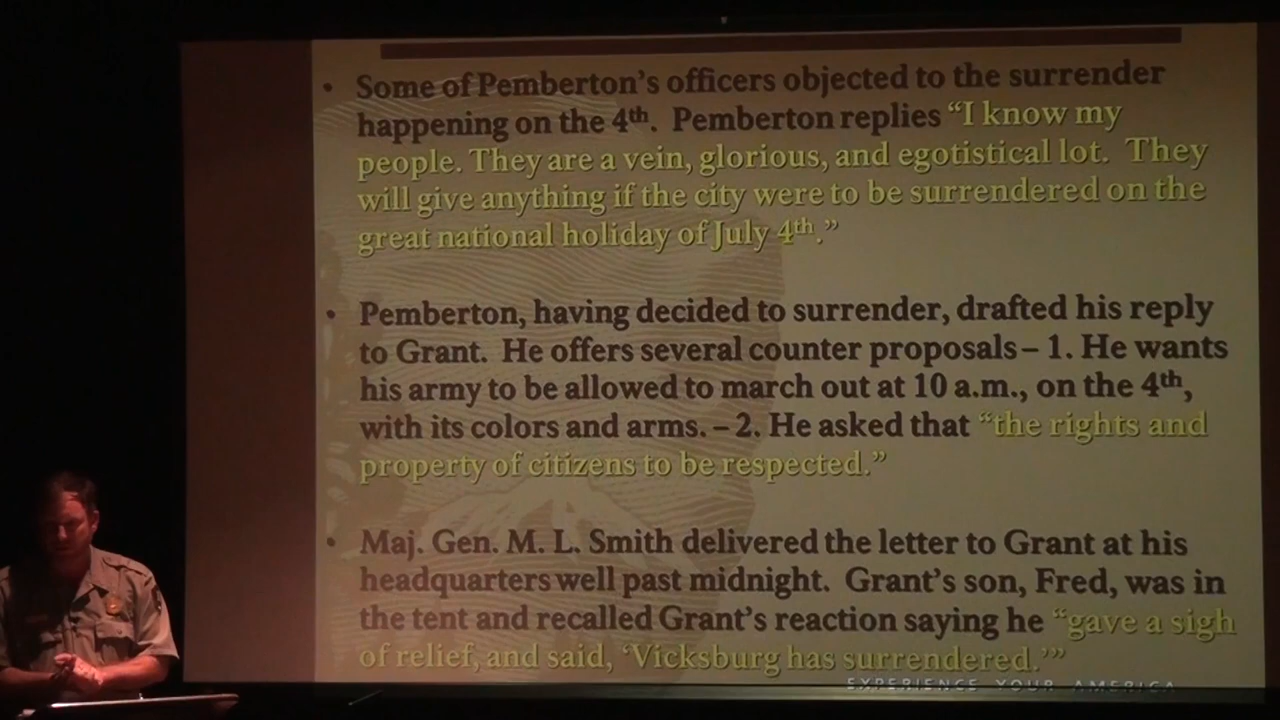 • Some of Pemberton's officers objected to the surrender
happening on the 4th. Pemberton replies “I know my
people. They are a vein, glorious, and egotistical lot. They
will give anything if the city were to be surrendered on the
great national holiday of July 4th.”
• Pemberton, having decided to surrender, drafted his reply
to Grant. He offers several counter proposals – 1. He wants
his army to be allowed to march out at 10 a.m., on the 4th,
with its colors and arms. – 2. He asked that “the rights and
property of citizens to be respected.”
• Maj. Gen. M. L. Smith delivered the letter to Grant at his
headquarters well past midnight. Grant's son, Fred, was in
the tent and recalled Grant's reaction saying he “gave a sigh
of relief, and said, ‘Vicksburg has surrendered.’”
EXPERIENCE YOUR AMERICA